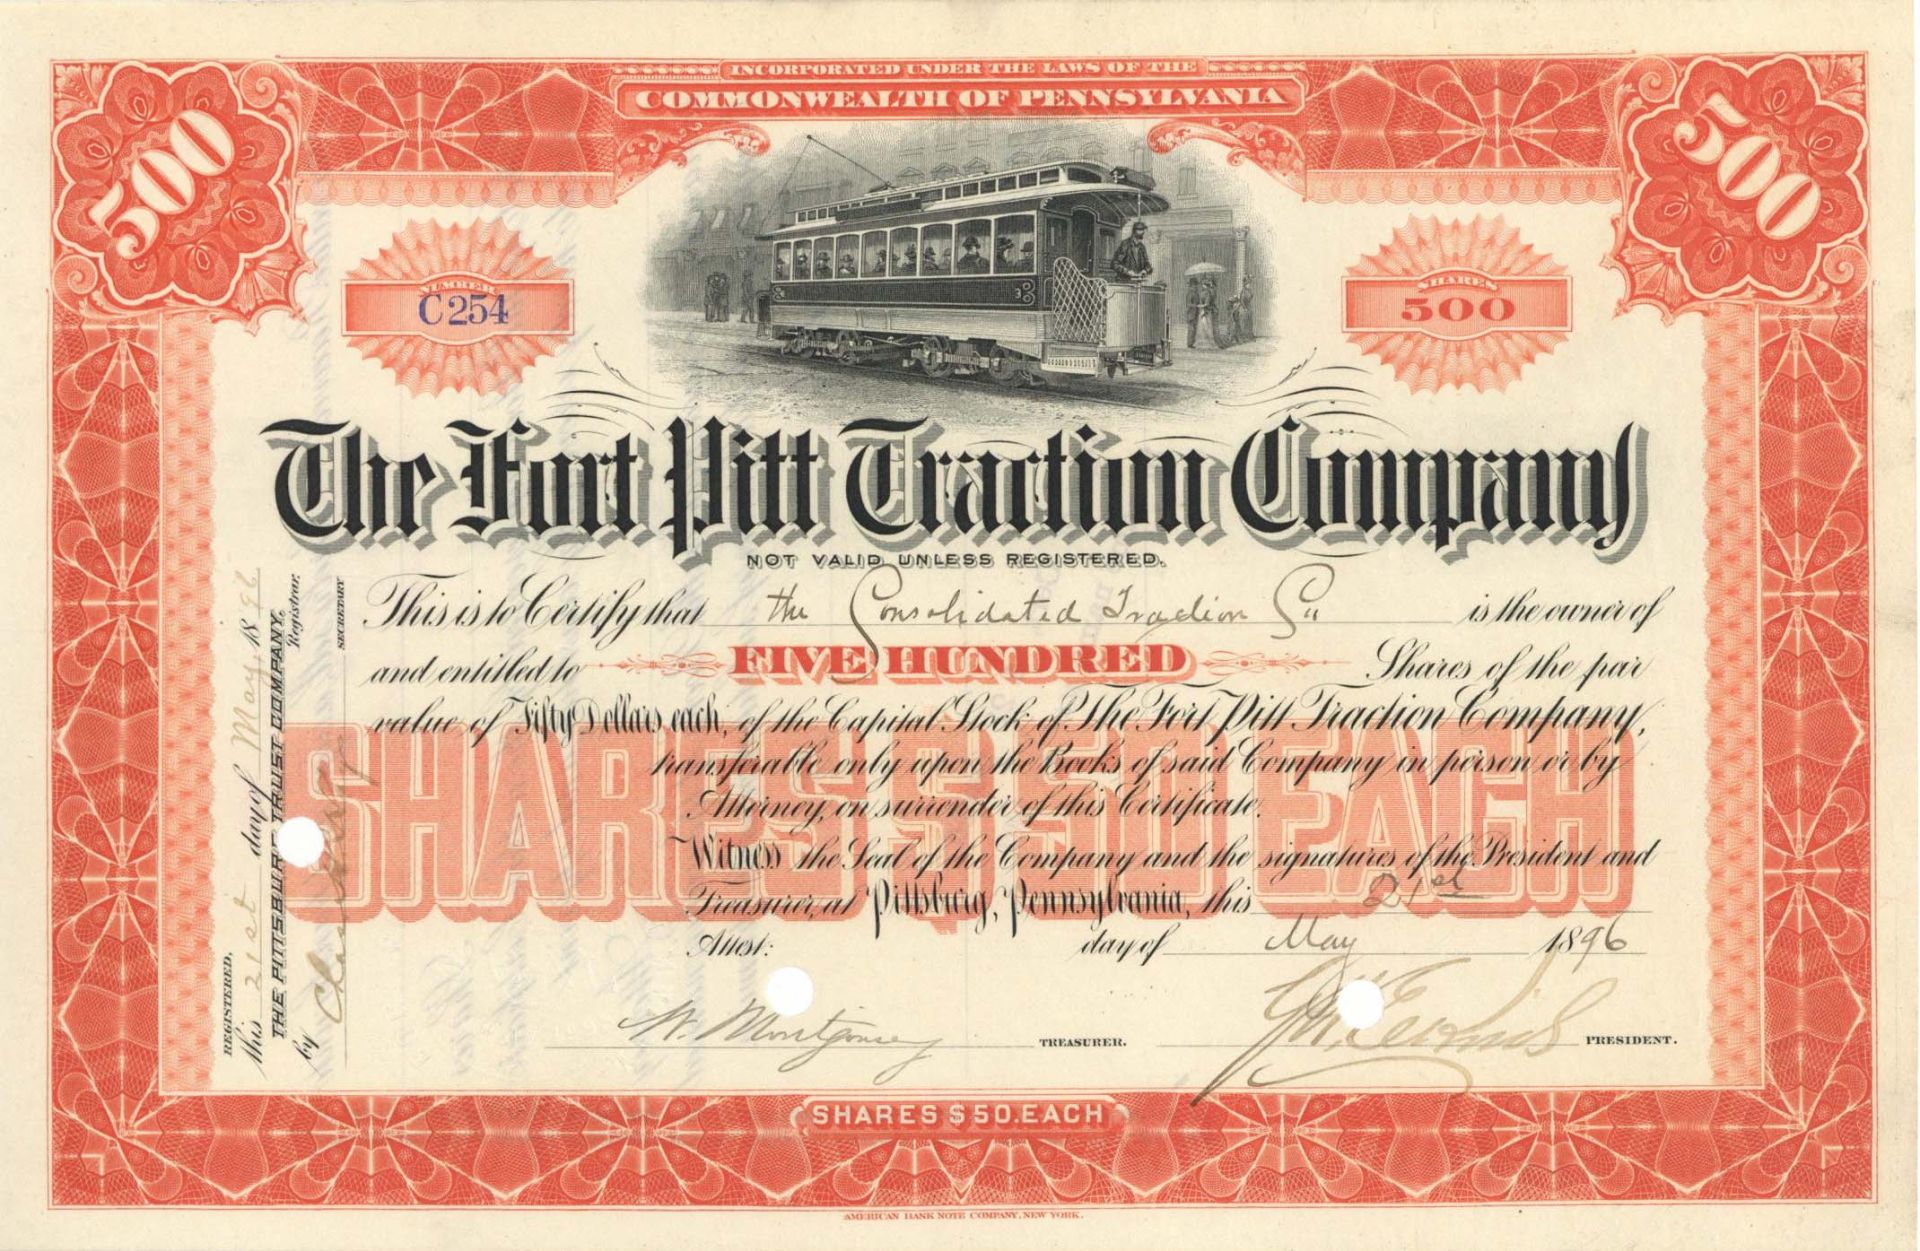 INCORPORATED UNDER THE LAWS OF THE
COMMONWEALTH OF PENNSYLVANIA
500
500
NUMBER
C254
SHARES
500
The Fort Pitt Traction Company
NOT VALID UNLESS REGISTERED.
This is to Certify that the Consolidated Traction Co is the owner of
and entitled to FIVE HUNDRED Shares of the par
value of Fifty Dollars each, of the Capital Stock of The Fort Pitt Traction Company,
transferable only upon the Books of said Company in person or by
Attorney, on surrender of this Certificate.
Witness the Seal of the Company and the signatures of the President and
Treasurer, at Pittsburg, Pennsylvania, this 21st
Attest: day of May 1896
W. Montgomery TREASURER.
PRESIDENT.
SHARES $50 EACH
REGISTERED,
this 21st day of May, 1896
THE PITTSBURG TRUST COMPANY,
Registrar.
by SECRETARY
SHARES $50.EACH
AMERICAN BANK NOTE COMPANY, NEW YORK.